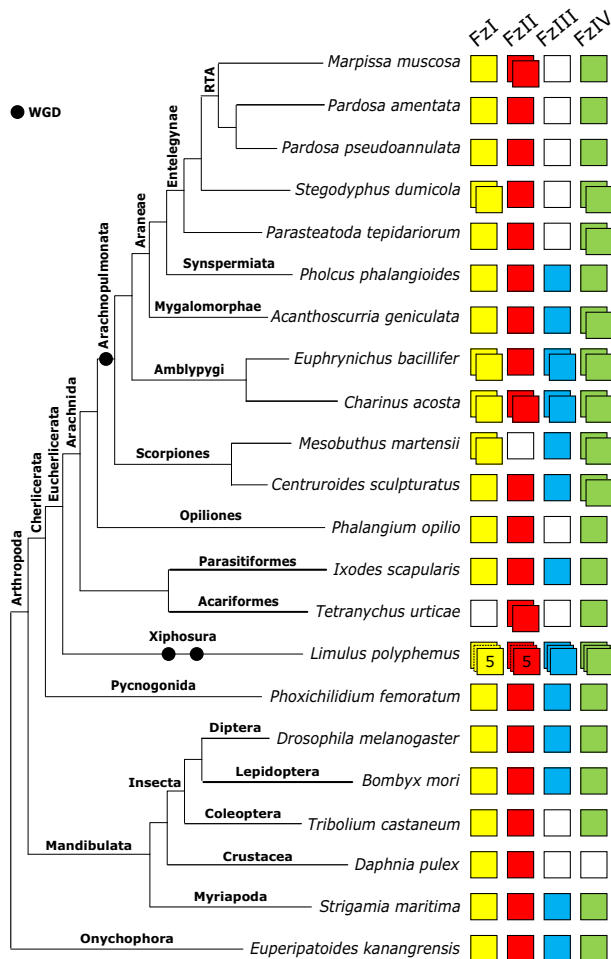 FzI FzII FzIII FzIV
WGD
Marpissa muscosa
RTA
Pardosa amentata
Pardosa pseudoannulata
Entelegynae
Stegodyphus dumicola
Parasteatoda tepidariorum
Araneae
Synspermiata
Pholcus phalangioides
Arachnopulmonata
Mygalomorphae
Acanthoscurria geniculata
Euphrynichus bacillifer
Amblypygi
Charinus acosta
Mesobuthus martensii
Scorpiones
Centruroides sculpturatus
Arachnida
Eucherlicerata
Cherlicerata
Opiliones
Phalangium opilio
Parasitiformes
Ixodes scapularis
Arthropoda
Acariformes
Tetranychus urticae
Xiphosura
Limulus polyphemus
5 5
Pycnogonida
Phoxichilidium femoratum
Diptera
Drosophila melanogaster
Lepidoptera
Bombyx mori
Insecta
Coleoptera
Tribolium castaneum
Mandibulata
Crustacea
Daphnia pulex
Myriapoda
Strigamia maritima
Onychophora
Euperipatoides kanangrensis